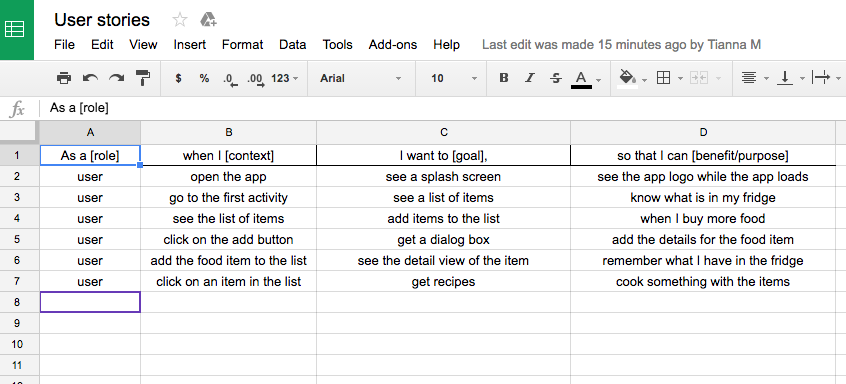 User stories
File Edit View Insert Format Data Tools Add-ons Help Last edit was made 15 minutes ago by Tianna M
$ % .0 .00 123 Arial 10 B I S A
fx As a [role]
A B C D
1 As a [role] when I [context] I want to [goal], so that I can [benefit/purpose]
2 user open the app see a splash screen see the app logo while the app loads
3 user go to the first activity see a list of items know what is in my fridge
4 user see the list of items add items to the list when I buy more food
5 user click on the add button get a dialog box add the details for the food item
6 user add the food item to the list see the detail view of the item remember what I have in the fridge
7 user click on an item in the list get recipes cook something with the items
8
9
10
11